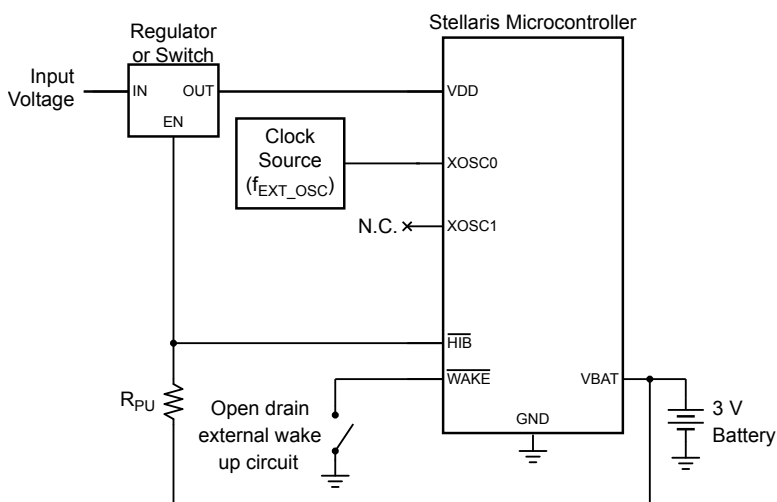 Stellaris Microcontroller
Regulator
or Switch
Input
Voltage
IN
OUT
EN
VDD
Clock
Source
(fEXT_OSC)
XOSC0
N.C.
XOSC1
HIB
WAKE
VBAT
RPU
Open drain
external wake
up circuit
GND
3 V
Battery